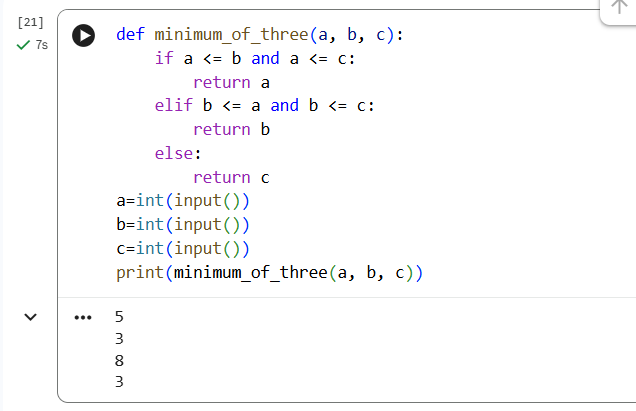 [21]
7s
def minimum_of_three(a, b, c):
    if a <= b and a <= c:
        return a
    elif b <= a and b <= c:
        return b
    else:
        return c
a=int(input())
b=int(input())
c=int(input())
print(minimum_of_three(a, b, c))
5
3
8
3